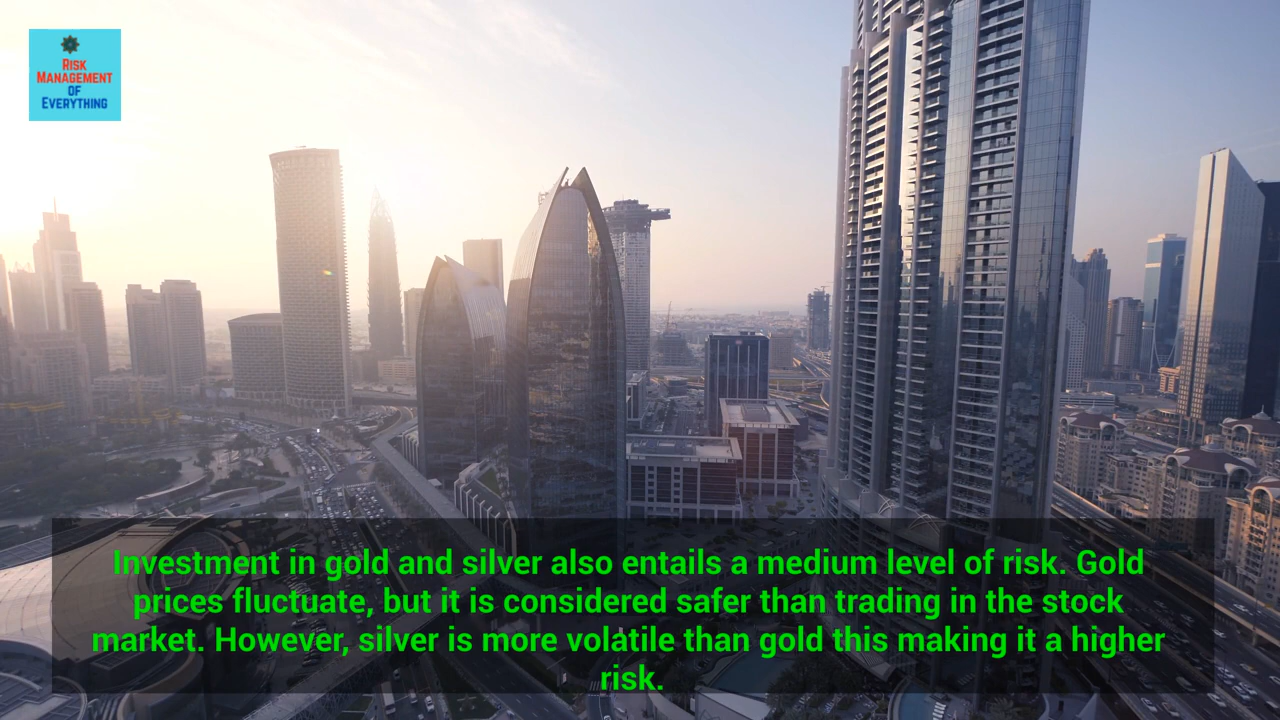 RISK
MANAGEMENT
OF
EVERYTHING
Investment in gold and silver also entails a medium level of risk. Gold
prices fluctuate, but it is considered safer than trading in the stock
market. However, silver is more volatile than gold this making it a higher
risk.